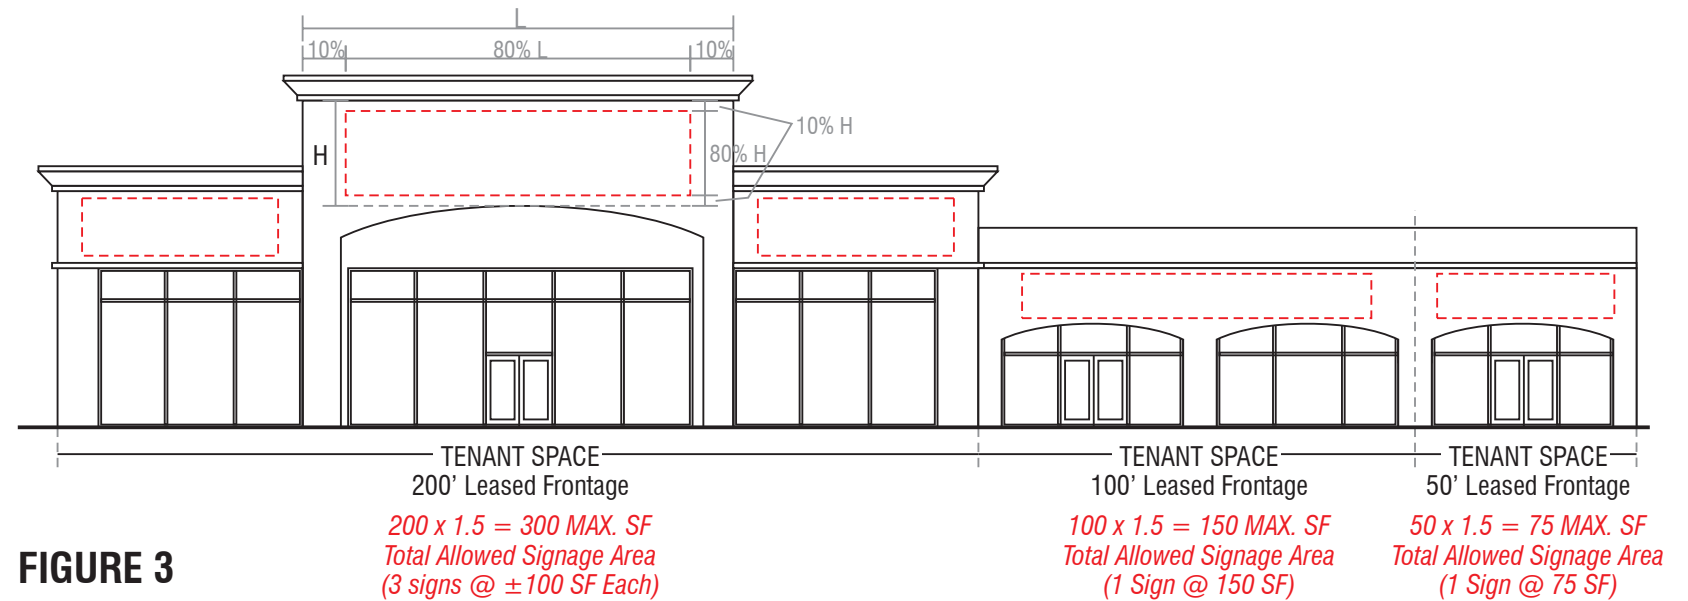 L
10%
80% L
10%
10% H
H
80% H
TENANT SPACE
200’ Leased Frontage
200 x 1.5 = 300 MAX. SF
Total Allowed Signage Area
(3 signs @ ±100 SF Each)
TENANT SPACE
100’ Leased Frontage
100 x 1.5 = 150 MAX. SF
Total Allowed Signage Area
(1 Sign @ 150 SF)
TENANT SPACE
50’ Leased Frontage
50 x 1.5 = 75 MAX. SF
Total Allowed Signage Area
(1 Sign @ 75 SF)
FIGURE 3